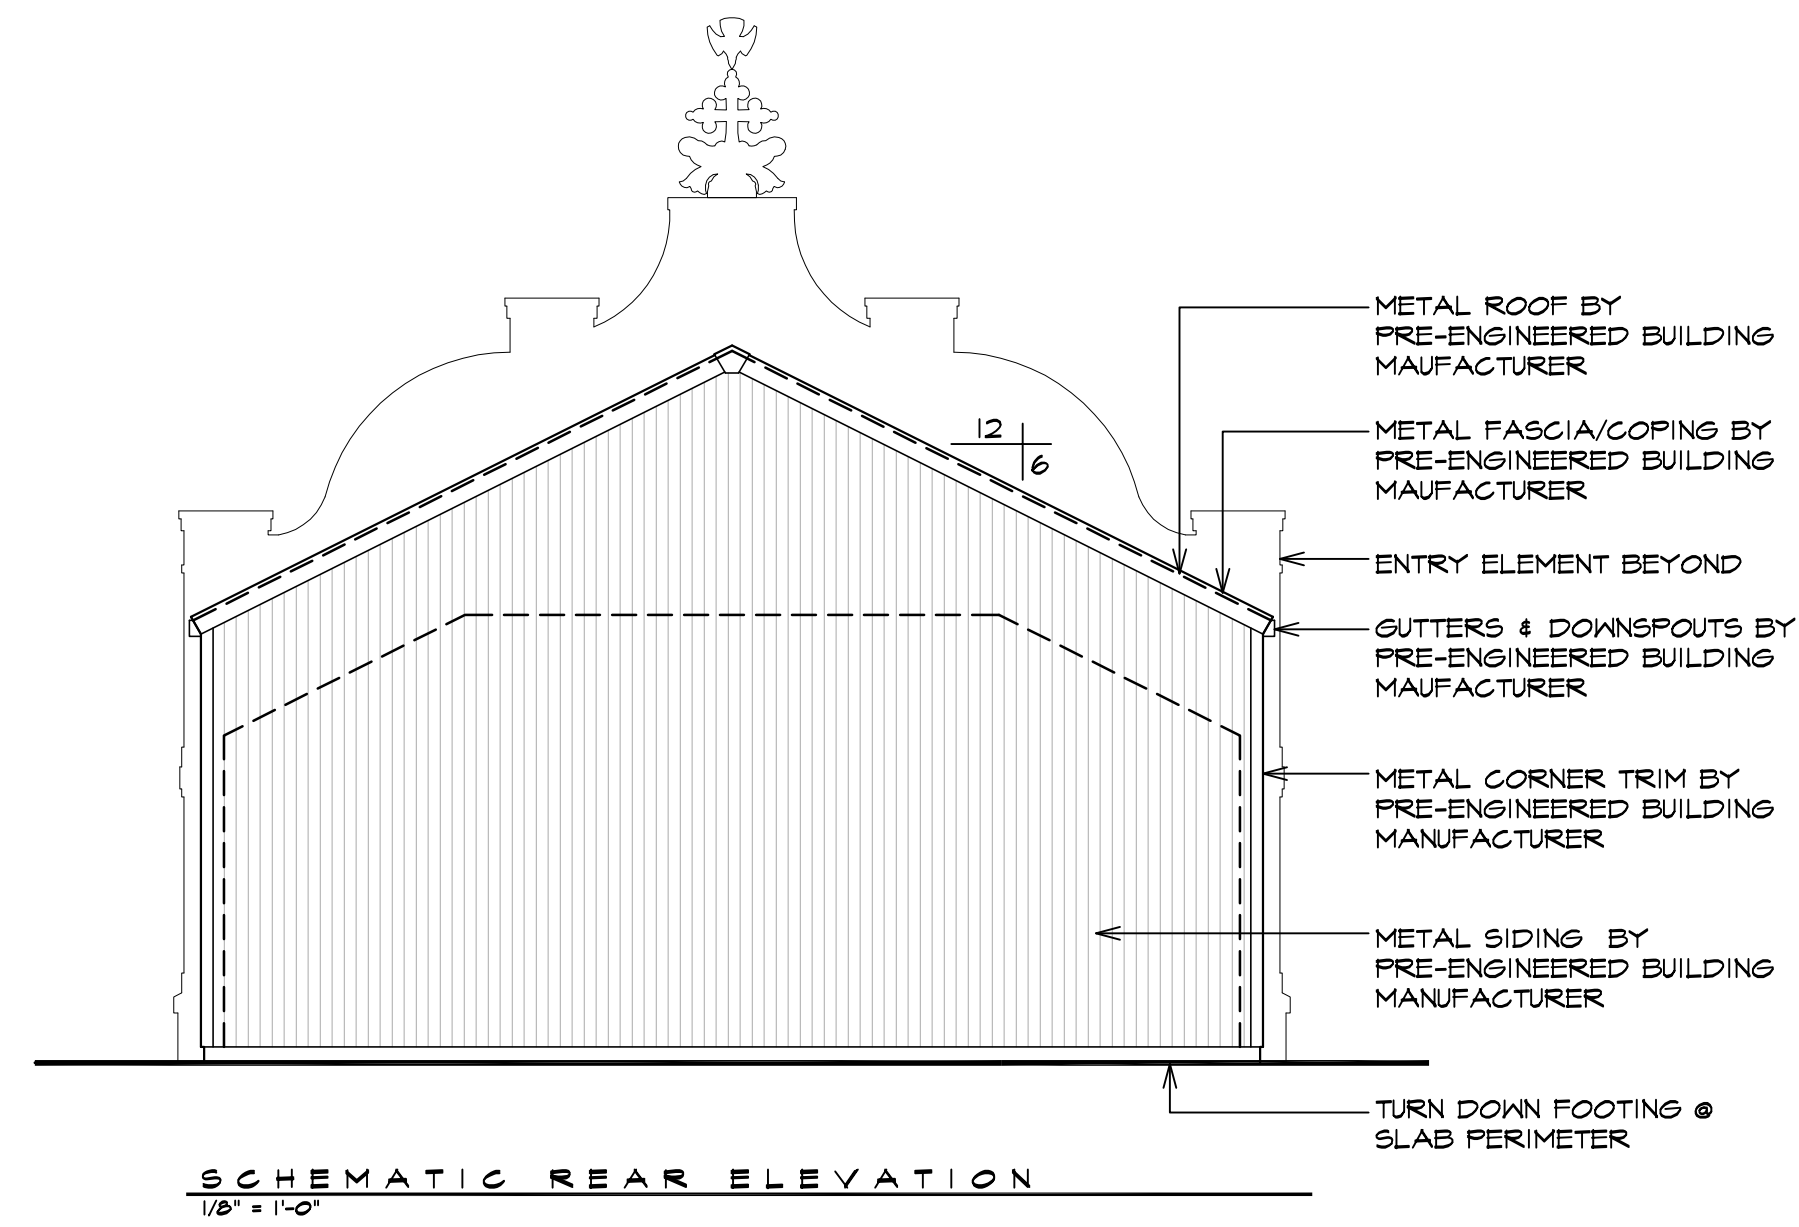 METAL ROOF BY
PRE-ENGINEERED BUILDING
MAUFACTURER
12
6
METAL FASCIA/COPING BY
PRE-ENGINEERED BUILDING
MAUFACTURER
ENTRY ELEMENT BEYOND
GUTTERS & DOWNSPOUTS BY
PRE-ENGINEERED BUILDING
MAUFACTURER
METAL CORNER TRIM BY
PRE-ENGINEERED BUILDING
MANUFACTURER
METAL SIDING BY
PRE-ENGINEERED BUILDING
MANUFACTURER
TURN DOWN FOOTING @
SLAB PERIMETER
SCHEMATIC REAR ELEVATION
1/8" = 1'-0"